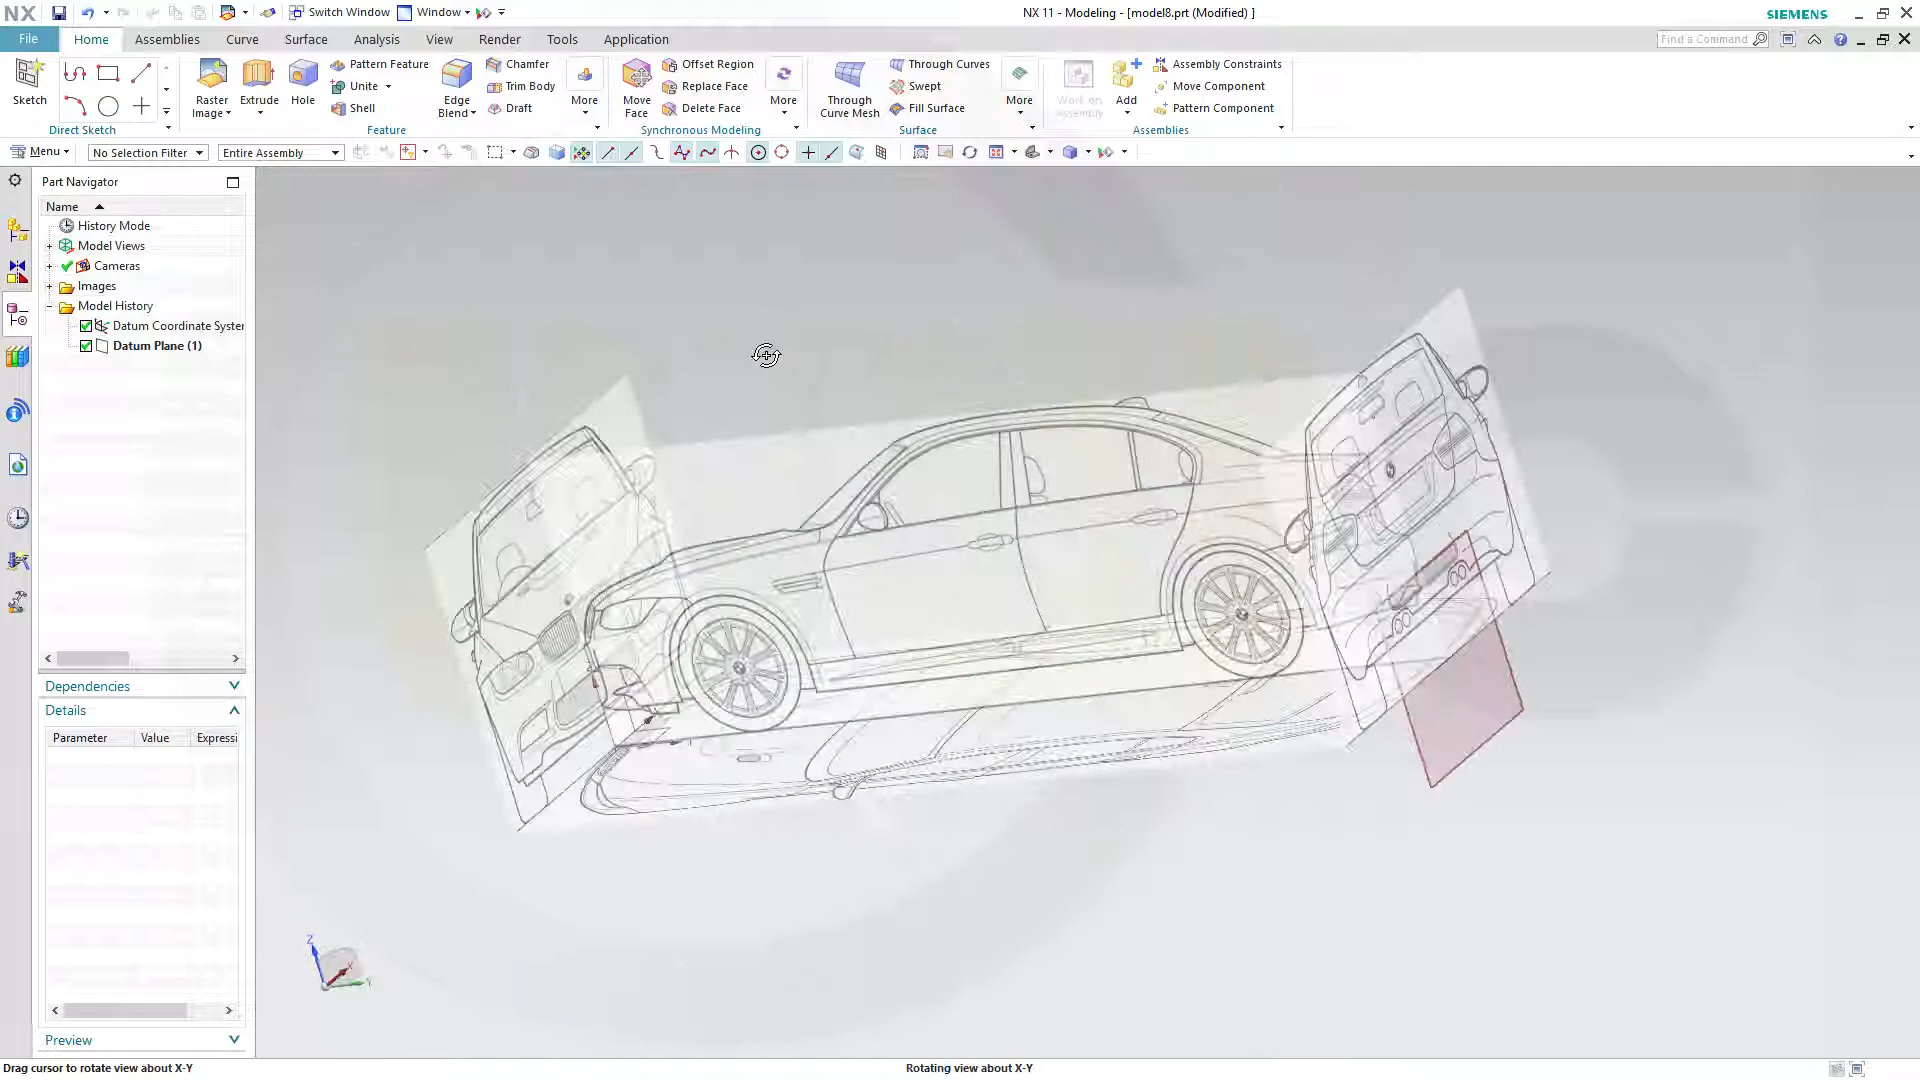 NX
Switch Window
Window
NX 11 - Modeling - [model8.prt (Modified) ]
SIEMENS
File
Home
Assemblies
Curve
Surface
Analysis
View
Render
Tools
Application
Find a Command
Sketch
Direct Sketch
Raster Image
Extrude
Hole
Pattern Feature
Unite
Shell
Edge Blend
Chamfer
Trim Body
Draft
More
Feature
Move Face
Offset Region
Replace Face
Delete Face
More
Synchronous Modeling
Through Curve Mesh
Through Curves
Swept
Fill Surface
More
Surface
Work on Assembly
Add
Assembly Constraints
Move Component
Pattern Component
Assemblies
Menu
No Selection Filter
Entire Assembly
Part Navigator
Name
History Mode
Model Views
Cameras
Images
Model History
Datum Coordinate System
Datum Plane (1)
Dependencies
Details
Parameter
Value
Expressi
Preview
Z
X
Y
Drag cursor to rotate view about X-Y
Rotating view about X-Y